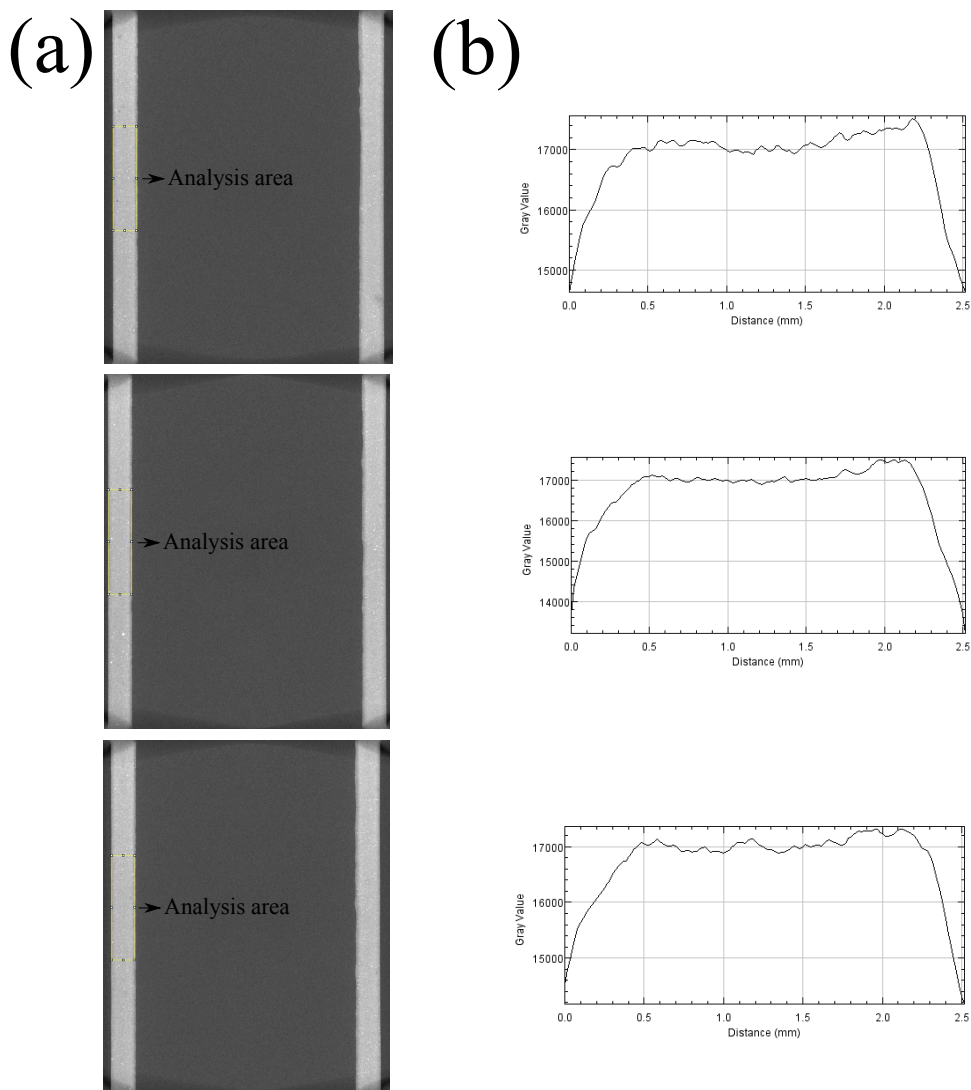 (a)
(b)
Analysis area
17000
16000
15000
Gray Value
0.0 0.5 1.0 1.5 2.0 2.5
Distance (mm)
Analysis area
17000
16000
15000
14000
Gray Value
0.0 0.5 1.0 1.5 2.0 2.5
Distance (mm)
Analysis area
17000
16000
15000
Gray Value
0.0 0.5 1.0 1.5 2.0 2.5
Distance (mm)